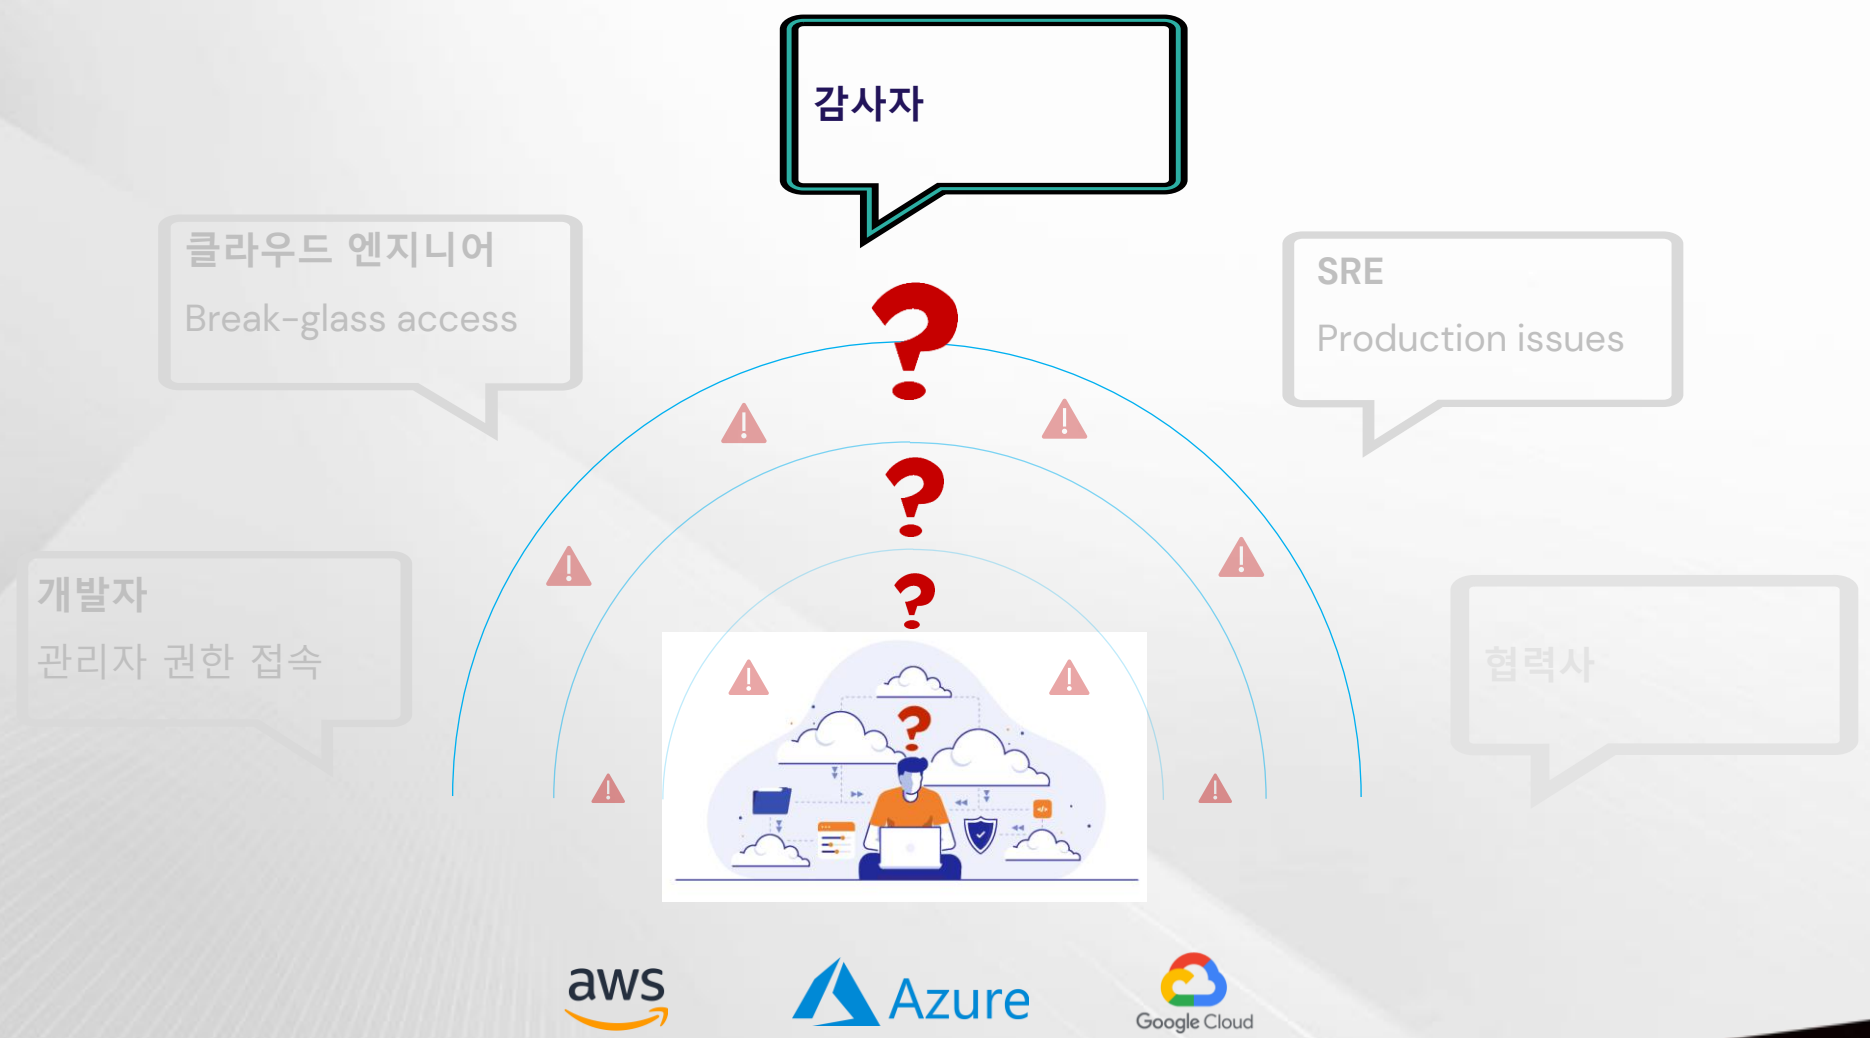 감사자
클라우드 엔지니어
Break-glass access
SRE
Production issues
개발자
관리자 권한 접속
협력사
aws
Azure
Google Cloud